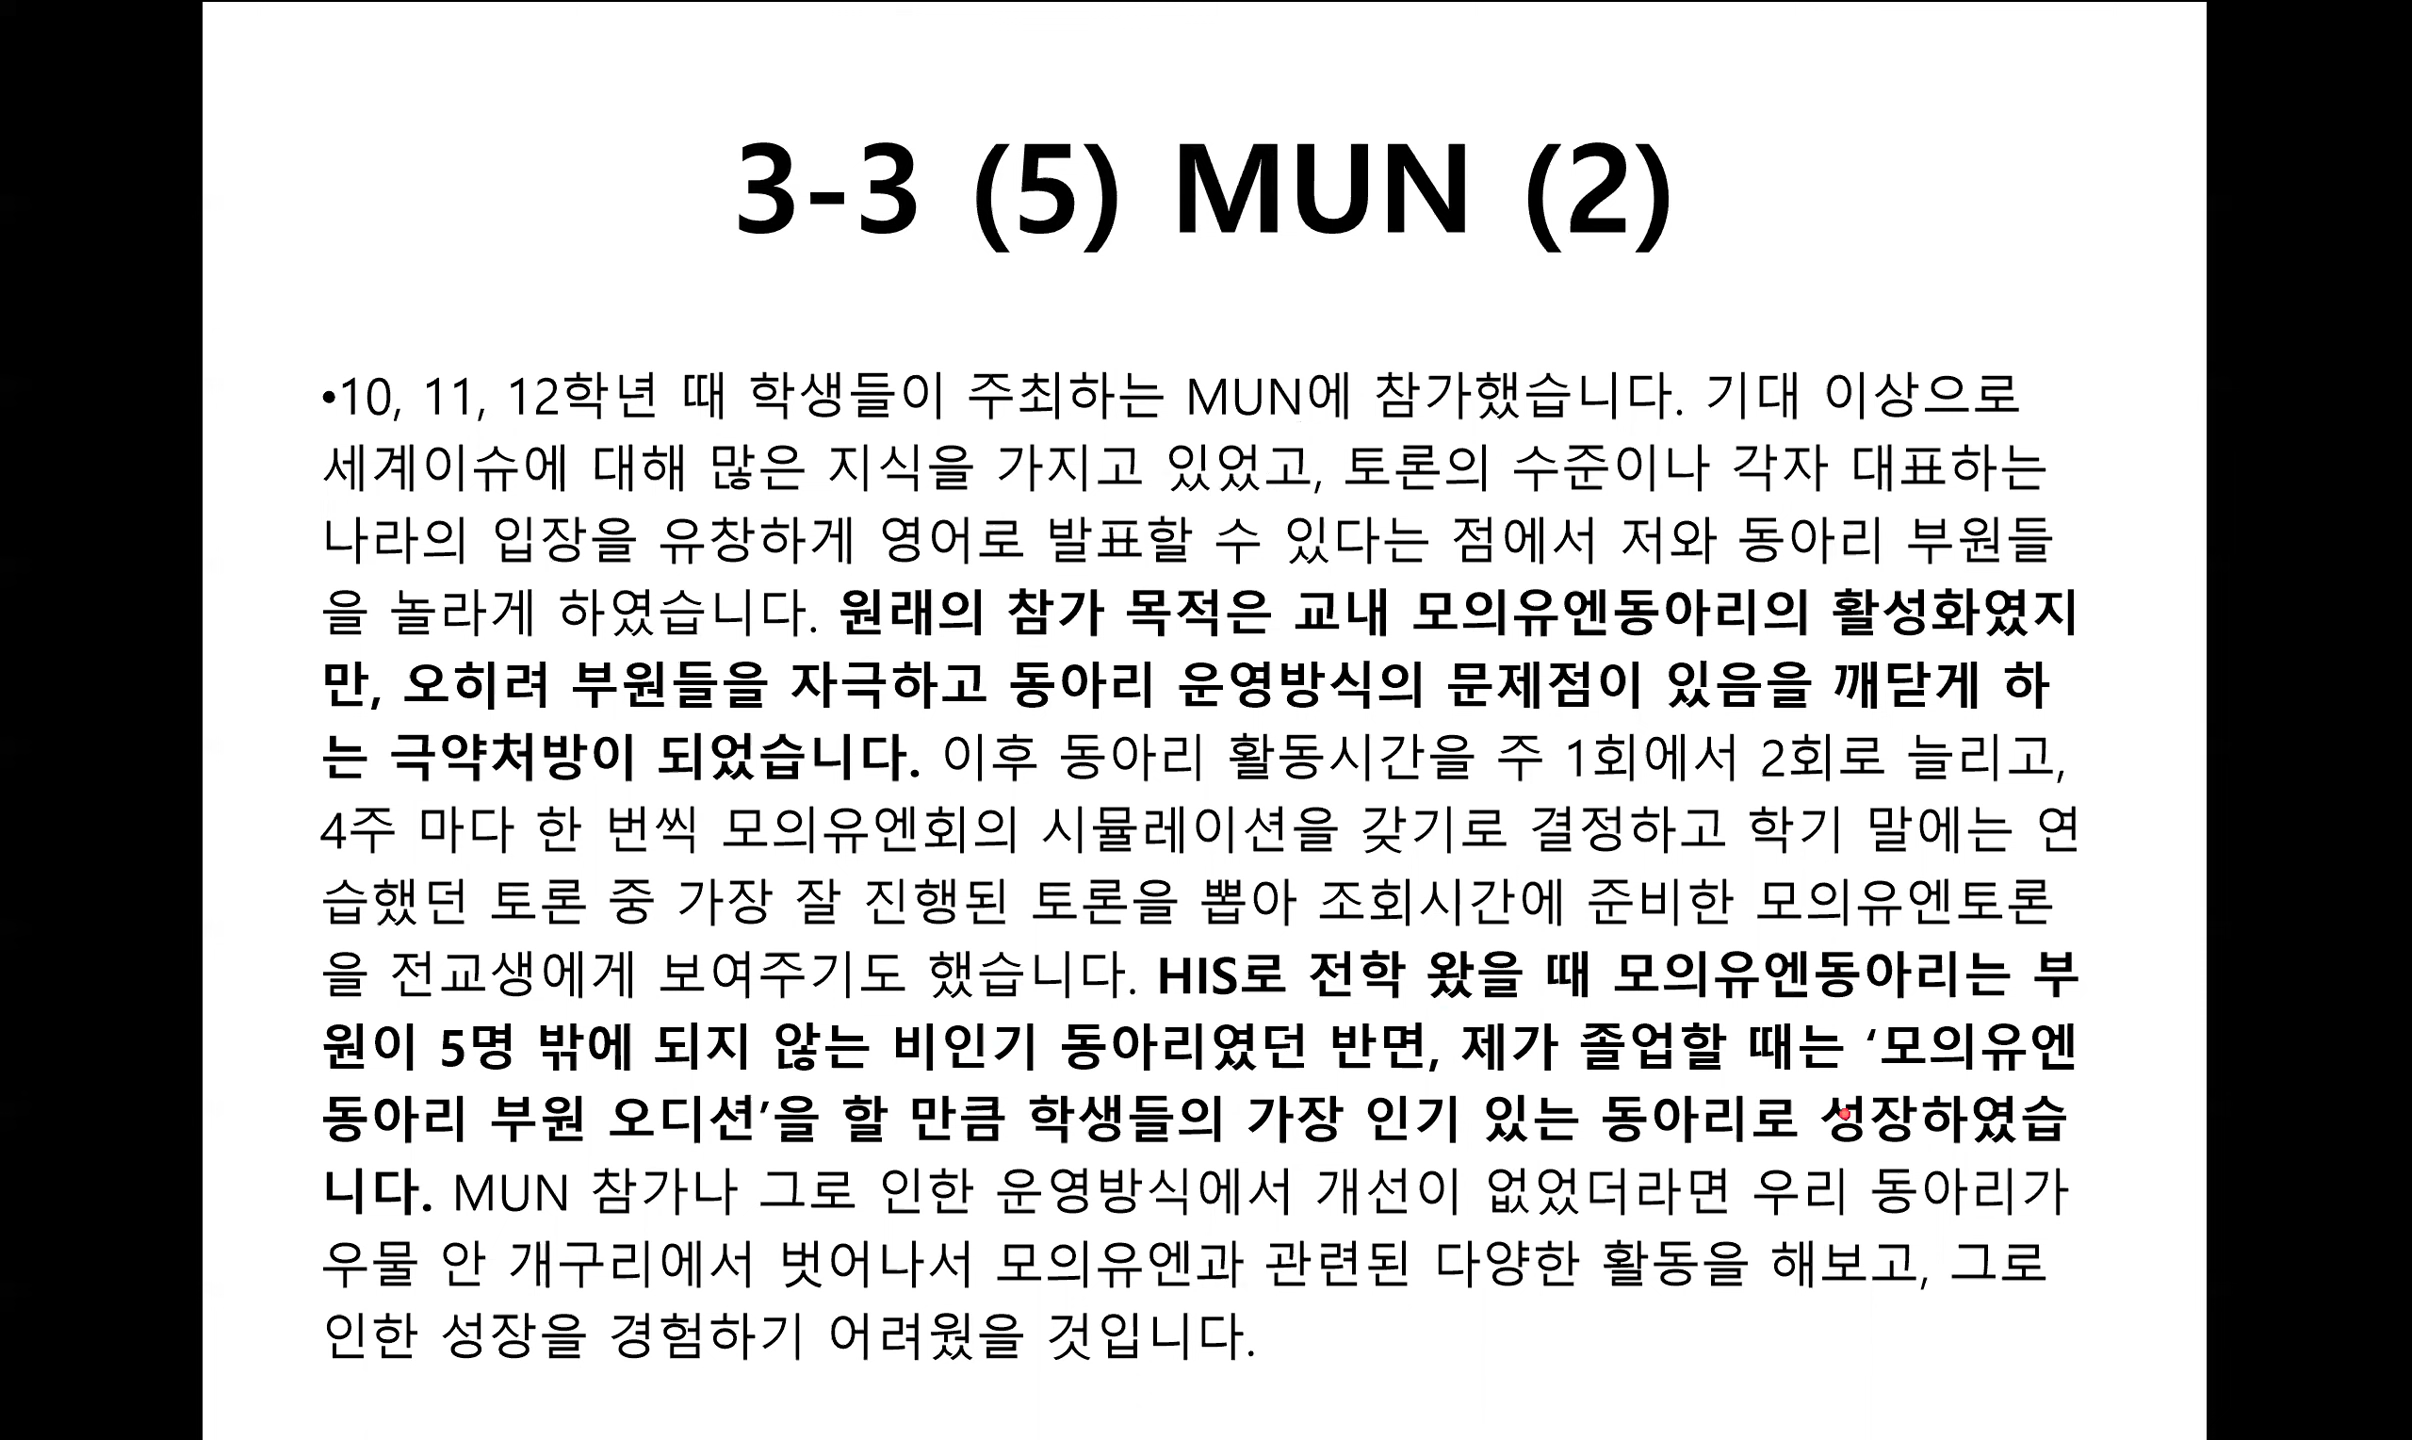 3-3 (5) MUN (2)
•10, 11, 12학년 때 학생들이 주최하는 MUN에 참가했습니다. 기대 이상으로
세계이슈에 대해 많은 지식을 가지고 있었고, 토론의 수준이나 각자 대표하는
나라의 입장을 유창하게 영어로 발표할 수 있다는 점에서 저와 동아리 부원들
을 놀라게 하였습니다. 원래의 참가 목적은 교내 모의유엔동아리의 활성화였지
만, 오히려 부원들을 자극하고 동아리 운영방식의 문제점이 있음을 깨닫게 하
는 극약처방이 되었습니다. 이후 동아리 활동시간을 주 1회에서 2회로 늘리고,
4주 마다 한 번씩 모의유엔회의 시뮬레이션을 갖기로 결정하고 학기 말에는 연
습했던 토론 중 가장 잘 진행된 토론을 뽑아 조회시간에 준비한 모의유엔토론
을 전교생에게 보여주기도 했습니다. HIS로 전학 왔을 때 모의유엔동아리는 부
원이 5명 밖에 되지 않는 비인기 동아리였던 반면, 제가 졸업할 때는 ‘모의유엔
동아리 부원 오디션’을 할 만큼 학생들의 가장 인기 있는 동아리로 성장하였습
니다. MUN 참가나 그로 인한 운영방식에서 개선이 없었더라면 우리 동아리가
우물 안 개구리에서 벗어나서 모의유엔과 관련된 다양한 활동을 해보고, 그로
인한 성장을 경험하기 어려웠을 것입니다.